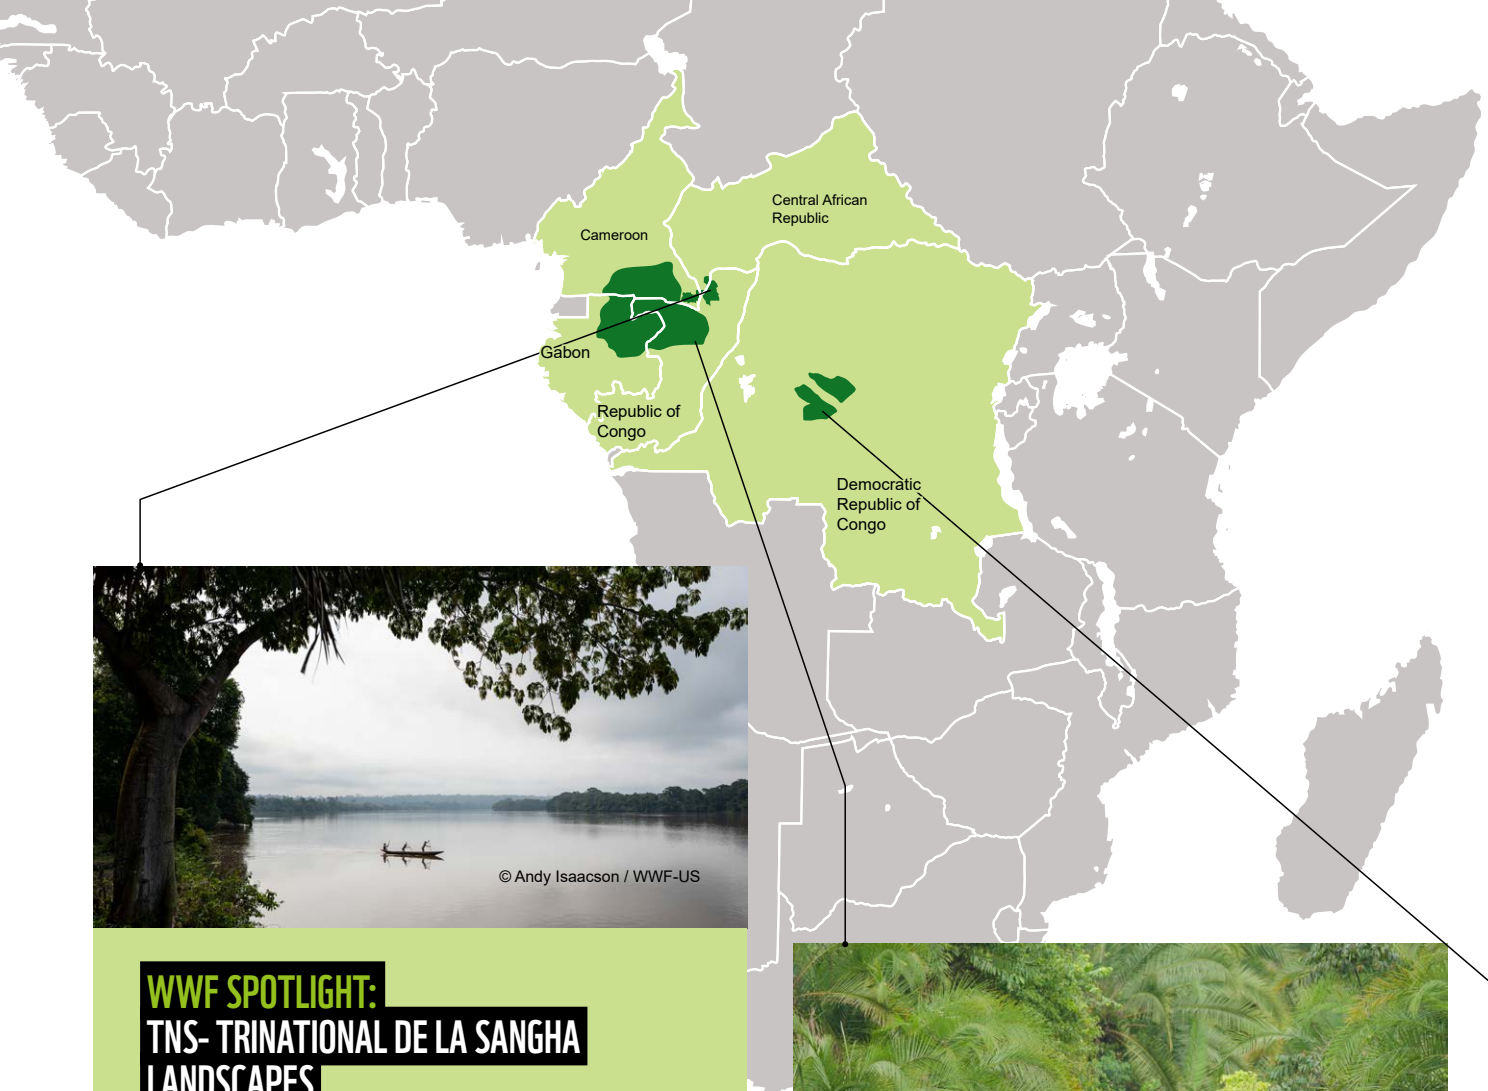 Central African
Republic
Cameroon
Gabon
Republic of
Congo
Democratic
Republic of
Congo
© Andy Isaacson / WWF-US
WWF SPOTLIGHT:
TNS- TRINATIONAL DE LA SANGHA
LANDSCAPES